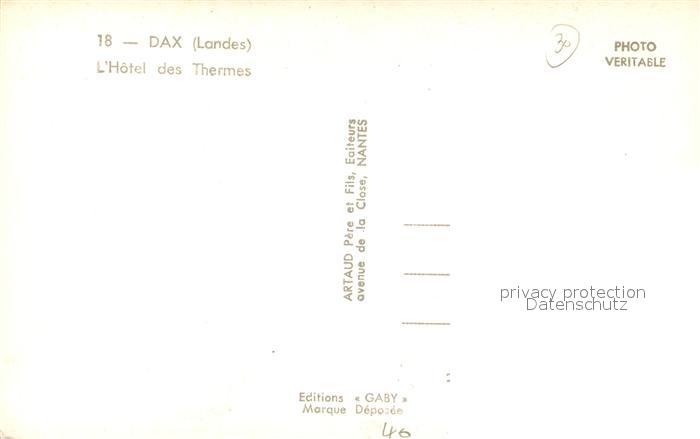 18 — DAX (Landes)
L'Hôtel des Thermes
30
PHOTO
VERITABLE
ARTAUD Père et Fils, Editeurs
avenue de la Close, NANTES
privacy protection
Datenschutz
Editions « GABY »
Marque Déposée
46